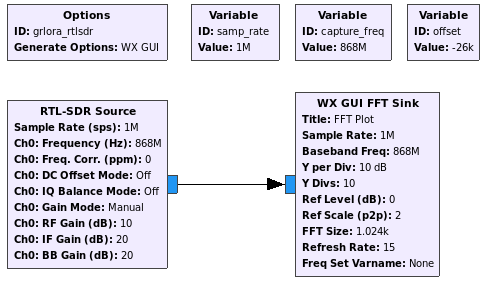 Options
ID: grlora_rtlsdr
Generate Options: WX GUI
Variable
ID: samp_rate
Value: 1M
Variable
ID: capture_freq
Value: 868M
Variable
ID: offset
Value: -26k
RTL-SDR Source
Sample Rate (sps): 1M
Ch0: Frequency (Hz): 868M
Ch0: Freq. Corr. (ppm): 0
Ch0: DC Offset Mode: Off
Ch0: IQ Balance Mode: Off
Ch0: Gain Mode: Manual
Ch0: RF Gain (dB): 10
Ch0: IF Gain (dB): 20
Ch0: BB Gain (dB): 20
WX GUI FFT Sink
Title: FFT Plot
Sample Rate: 1M
Baseband Freq: 868M
Y per Div: 10 dB
Y Divs: 10
Ref Level (dB): 0
Ref Scale (p2p): 2
FFT Size: 1.024k
Refresh Rate: 15
Freq Set Varname: None